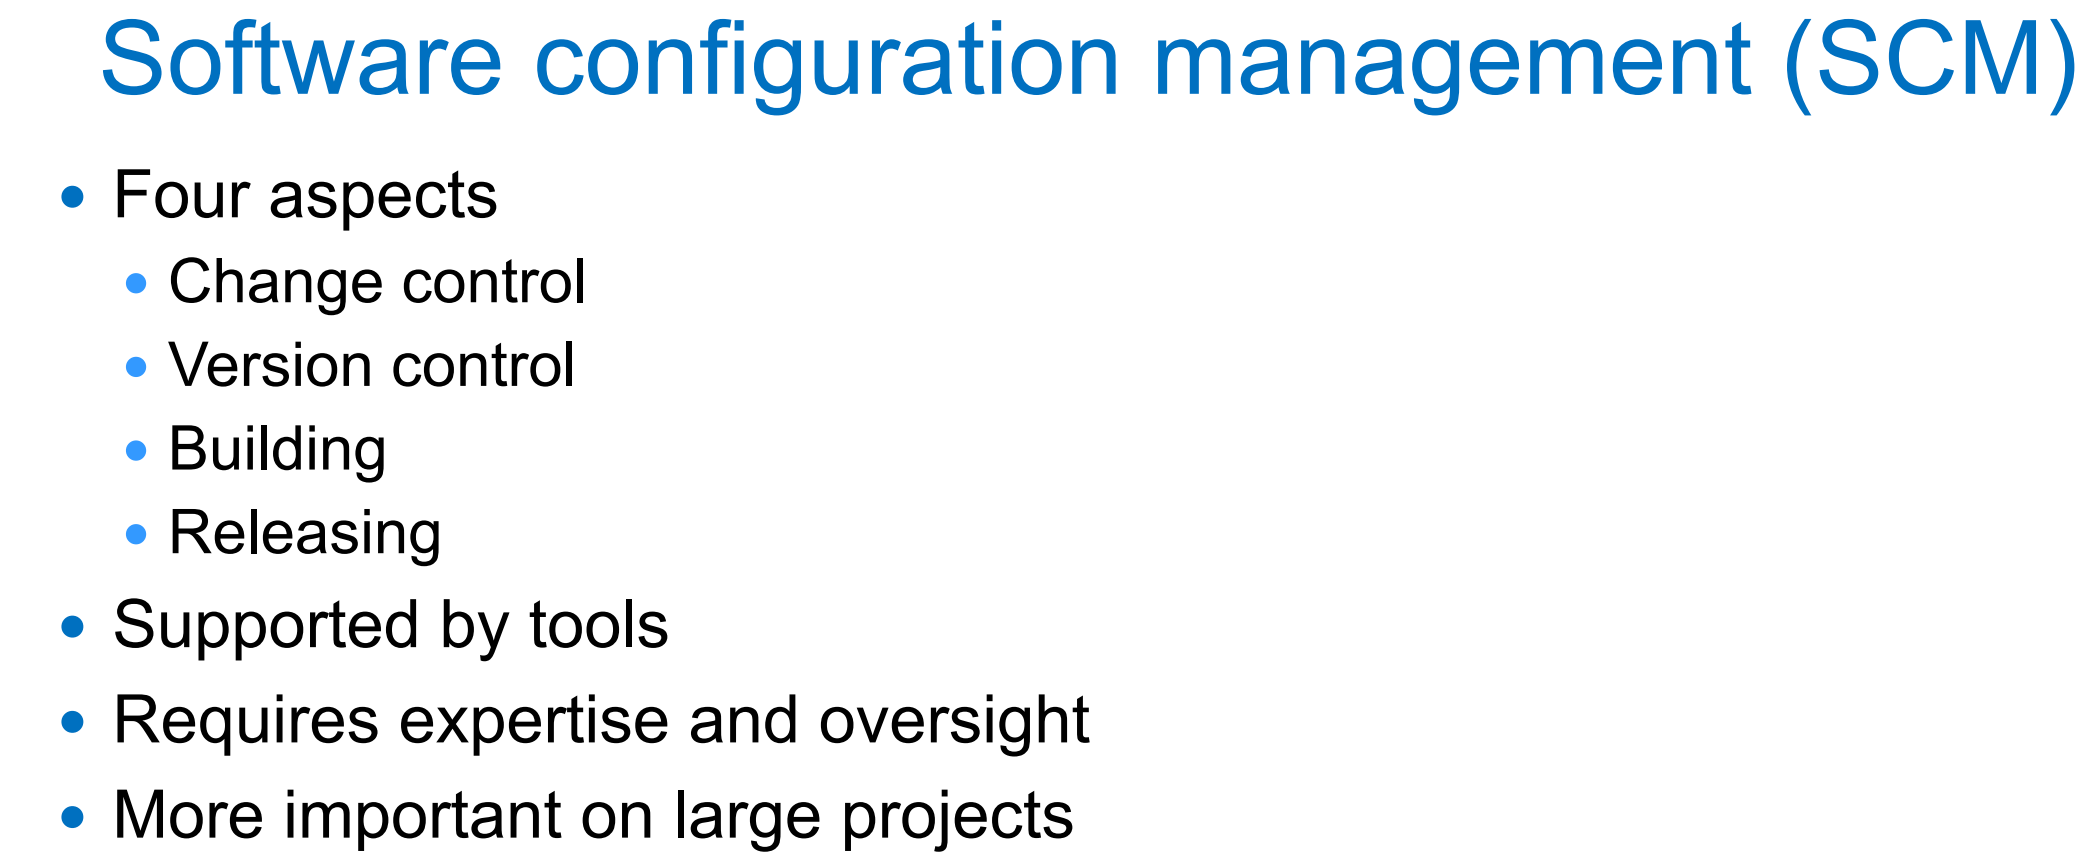 Software configuration management (SCM)
• Four aspects
• Change control
• Version control
• Building
• Releasing
• Supported by tools
• Requires expertise and oversight
• More important on large projects